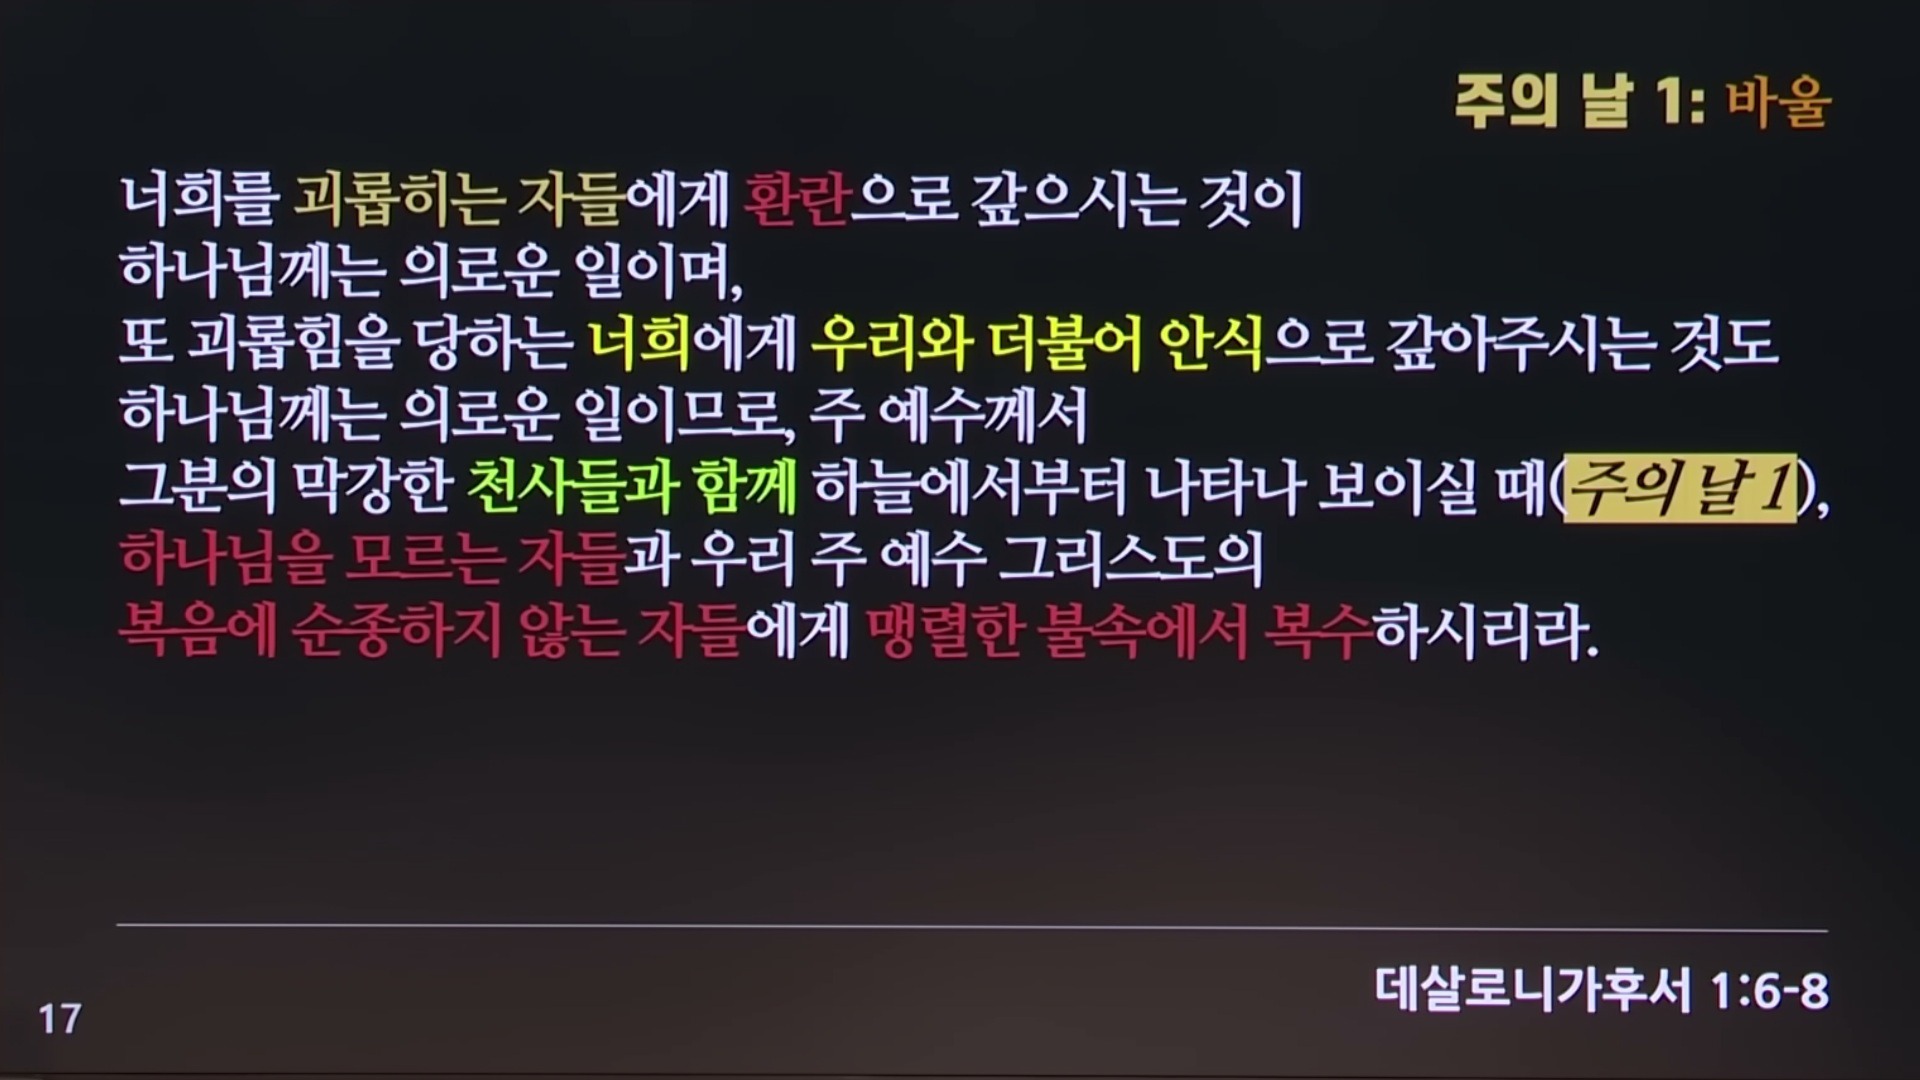 주의 날 1: 바울
너희를 괴롭히는 자들에게 환란으로 갚으시는 것이
하나님께는 의로운 일이며,
또 괴롭힘을 당하는 너희에게 우리와 더불어 안식으로 갚아주시는 것도
하나님께는 의로운 일이므로, 주 예수께서
그분의 막강한 천사들과 함께 하늘에서부터 나타나 보이실 때(주의 날 1),
하나님을 모르는 자들과 우리 주 예수 그리스도의
복음에 순종하지 않는 자들에게 맹렬한 불속에서 복수하시리라.
데살로니가후서 1:6-8
17